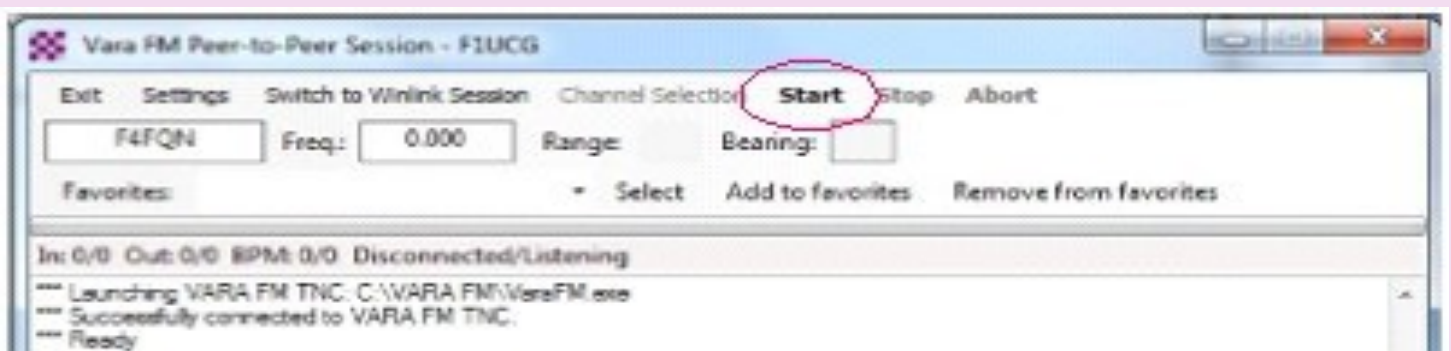 Vara FM Peer-to-Peer Session - F1UCG
Exit Settings Switch to Winlink Session Channel Selection Start Stop Abort
F4FQN Freq.: 0.000 Range: Bearing:
Favorites: Select Add to favorites Remove from favorites
In: 0/0 Out: 0/0 BPM: 0/0 Disconnected/Listening
*** Launching VARA FM TNC. C:\VARA FM\VaraFM.exe
*** Successfully connected to VARA FM TNC.
*** Ready